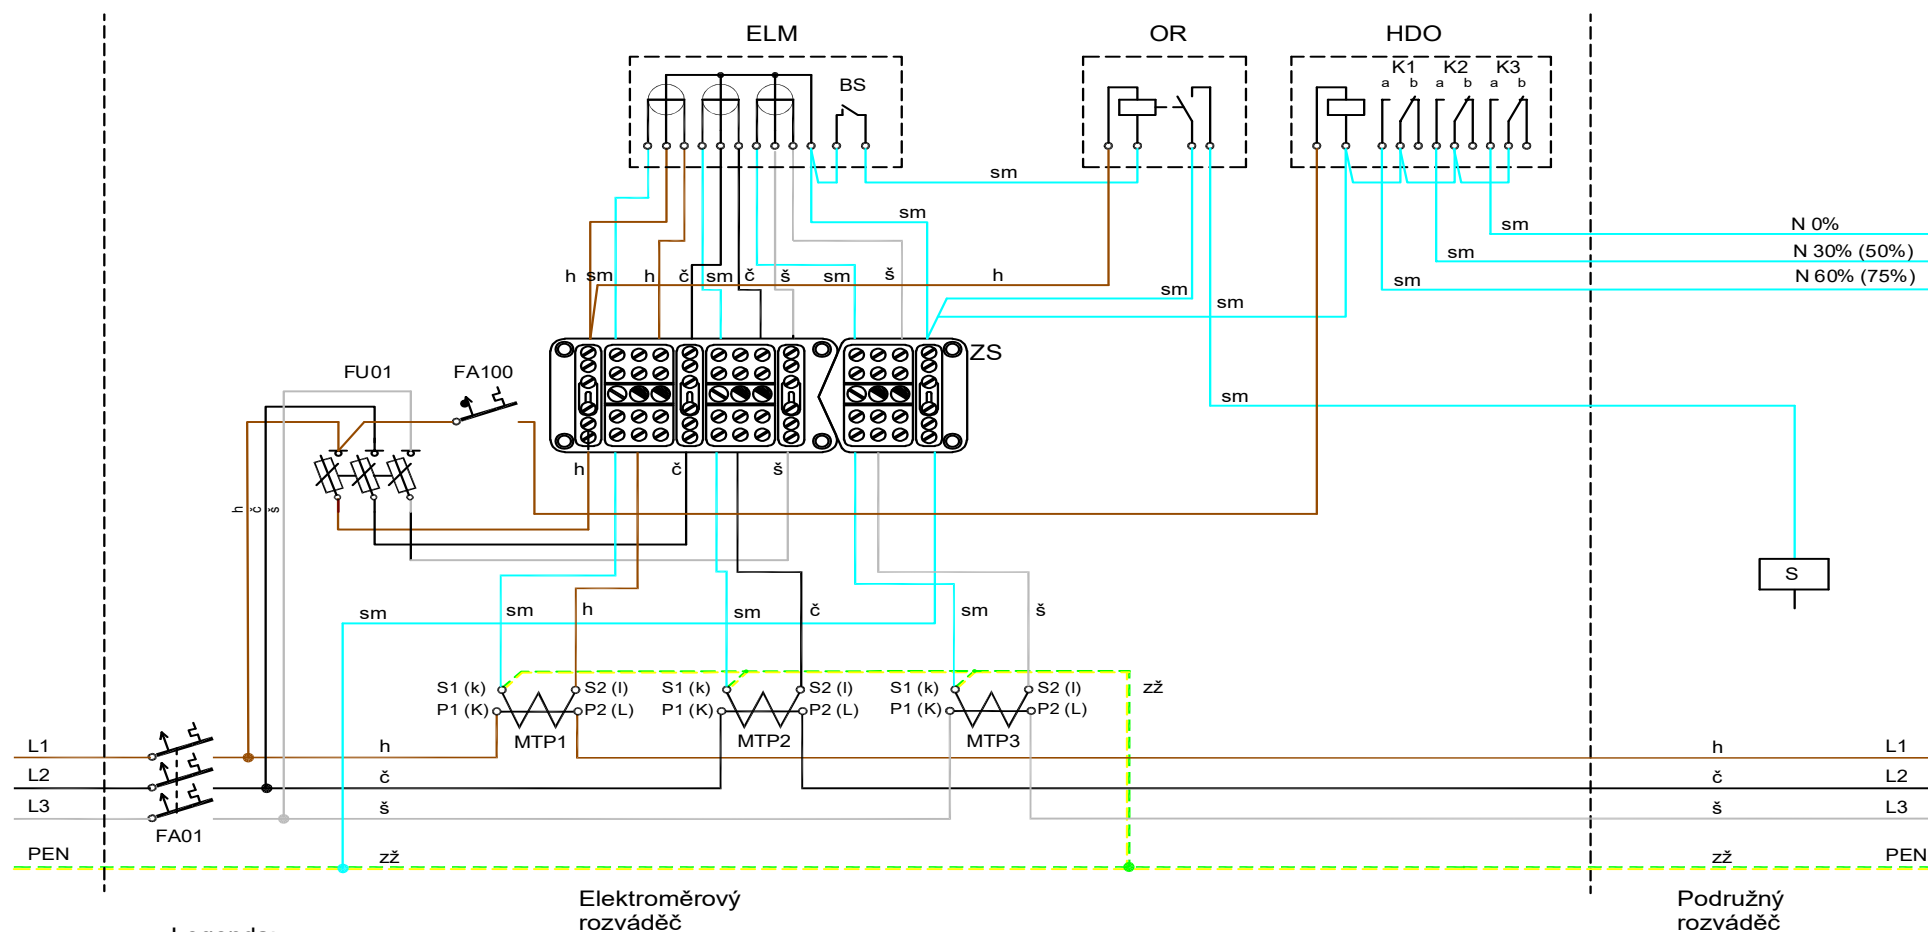 ELM
OR
HDO
BS
K1 K2 K3
a b a b a b
sm
sm
sm N 0%
sm N 30% (50%)
sm N 60% (75%)
h sm h č sm č š sm š h
sm
sm
ZS
FU01 FA100
sm
h č š
h č š
S
sm sm h sm č sm š
zž
S1 (k) S2 (l) S1 (k) S2 (l) S1 (k) S2 (l)
P1 (K) P2 (L) P1 (K) P2 (L) P1 (K) P2 (L)
MTP1 MTP2 MTP3
L1 h h L1
L2 č č L2
L3 š š L3
FA01
PEN zž zž PEN
Elektroměrový
rozváděč
Podružný
rozváděč